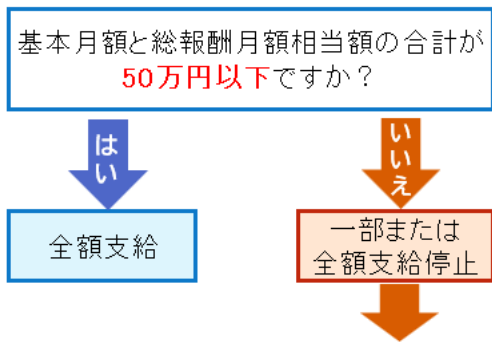 基本月額と総報酬月額相当額の合計が
50万円以下ですか？
はい
いいえ
全額支給
一部または
全額支給停止